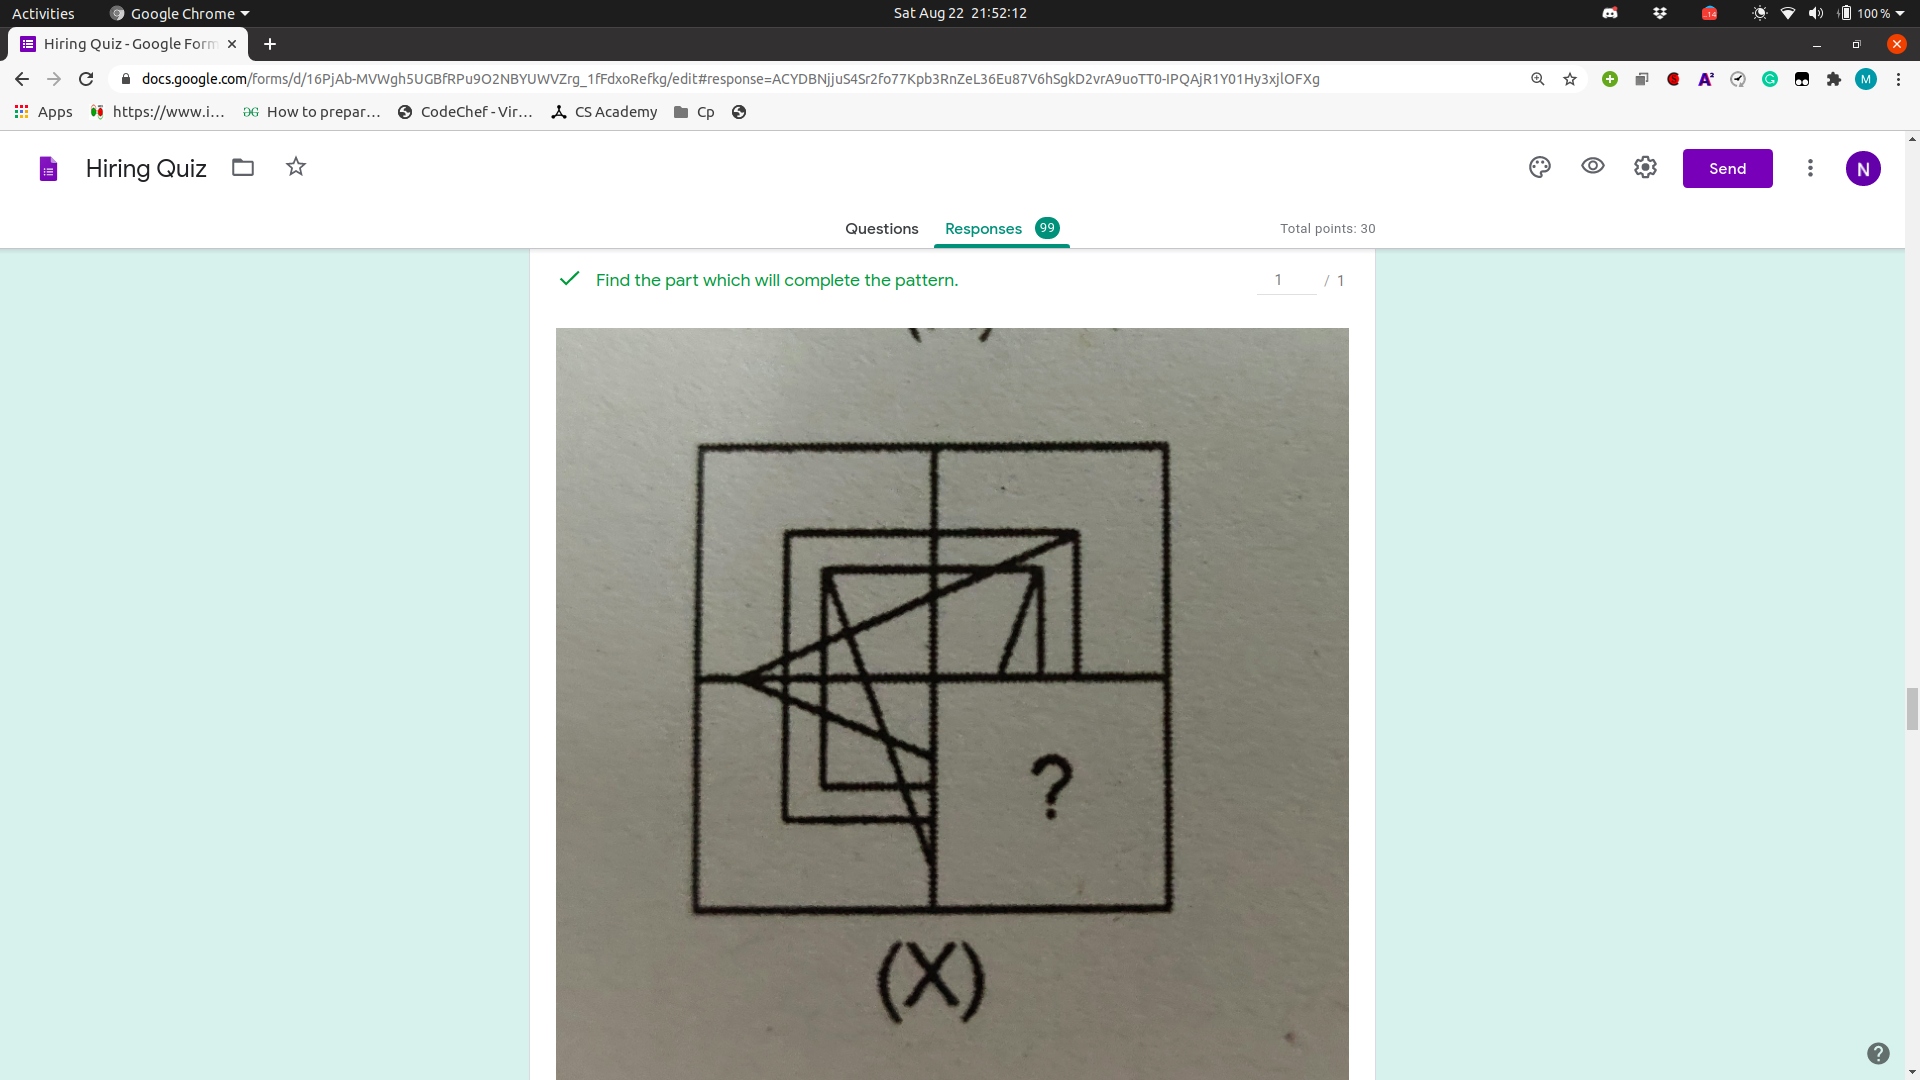 Activities
Google Chrome
Sat Aug 22 21:52:12
100 %
Hiring Quiz - Google Form
docs.google.com/forms/d/16PjAb-MVWgh5UGBfRPu9O2NBYUWVZrg_1fFdxoRefkg/edit#response=ACYDBNjjuS4Sr2fo77Kpb3RnZeL36Eu87V6hSgkD2vrA9uoTT0-IPQAjR1Y01Hy3xjlOFXg
M
Apps
https://www.i...
How to prepar...
CodeChef - Vir...
CS Academy
Cp
Hiring Quiz
Send
N
Questions
Responses
99
Total points: 30
Find the part which will complete the pattern.
1 / 1
?
(X)